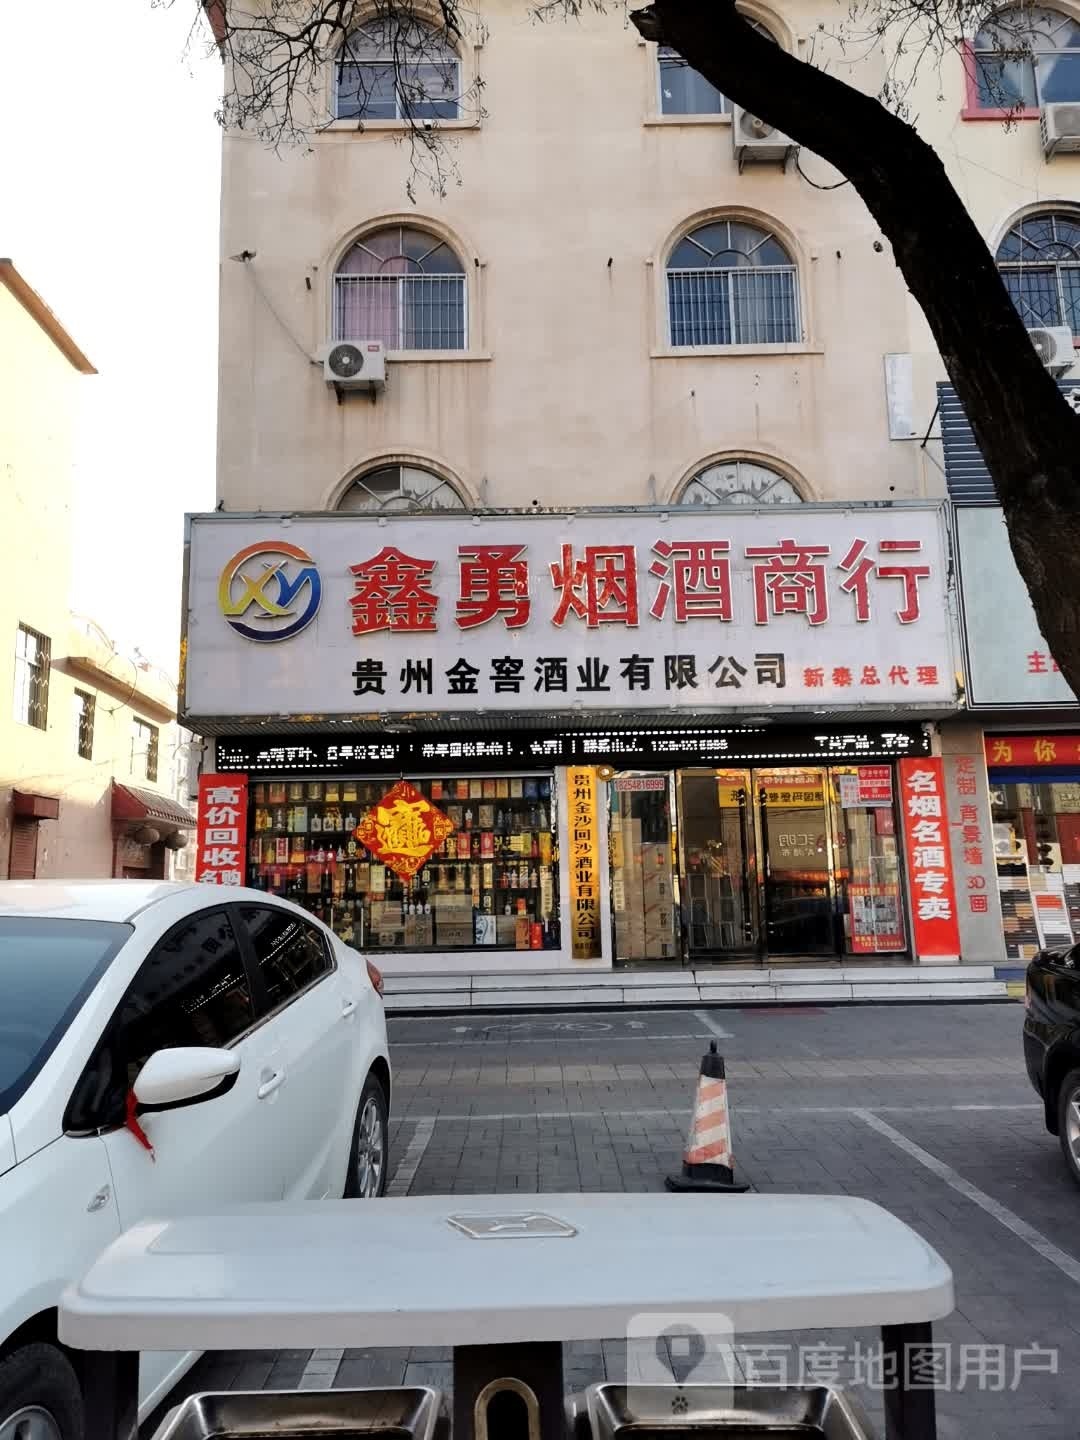 XY
鑫勇烟酒商行
贵州金窖酒业有限公司 新泰总代理
高价回收
名烟名酒专卖
贵州金沙回沙酒业有限公司
18254816999
为你
定制 背景墙 3D画
主
百度地图用户